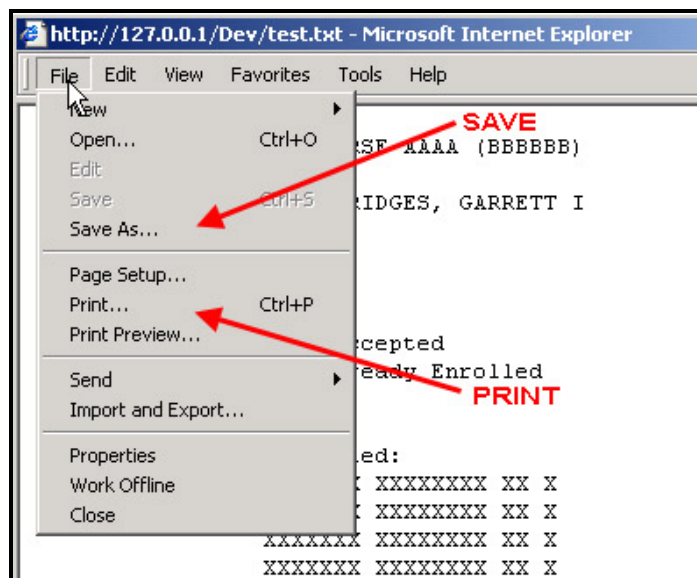 http://127.0.0.1/Dev/test.txt - Microsoft Internet Explorer
File Edit View Favorites Tools Help
New
SAVE
Open... Ctrl+O
RSE AAAA (BBBBBB)
Edit
Save Ctrl+S
RIDGES, GARRETT I
Save As...
Page Setup...
Print... Ctrl+P
Print Preview...
ccepted
Send
ready Enrolled
PRINT
Import and Export...
Properties
led:
Work Offline
X XXXXXXXX XX X
Close
X XXXXXXXX XX X
XXXXXXX XXXXXXXX XX X
XXXXXXX XXXXXXXX XX X